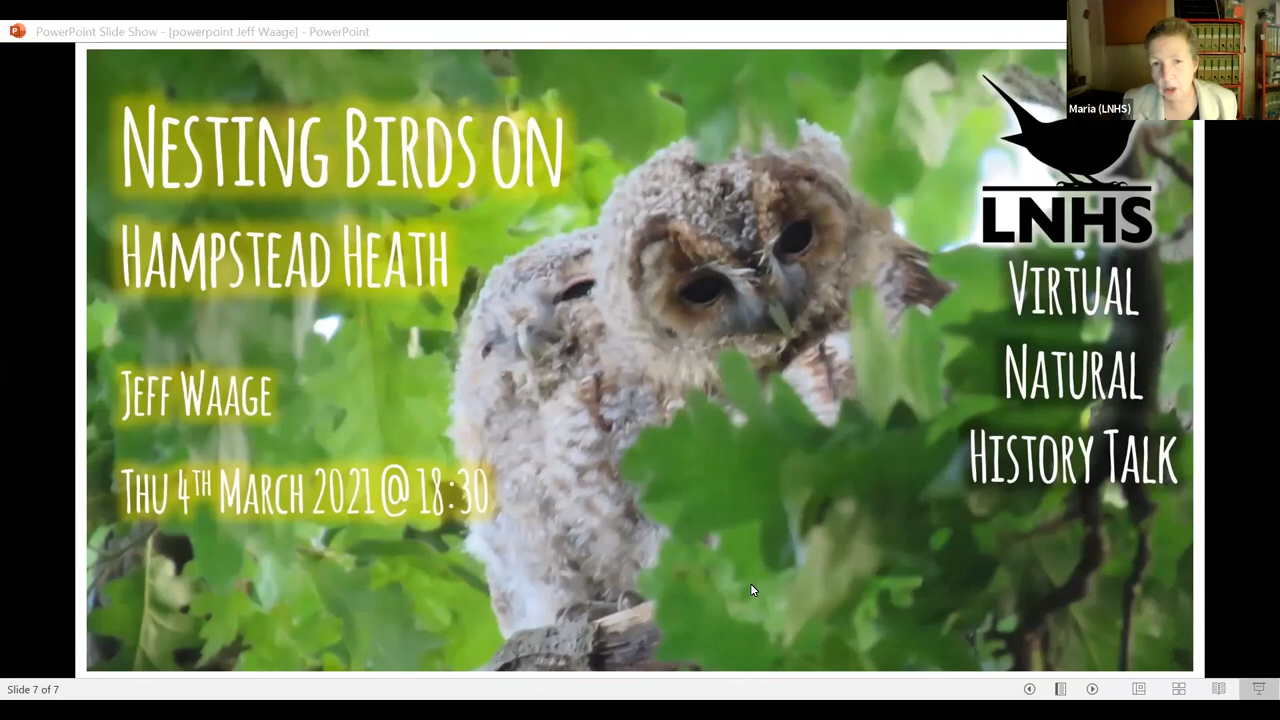 PowerPoint Slide Show - [powerpoint Jeff Waage] - PowerPoint
Maria (LNHS)
Nesting Birds on
Hampstead Heath
Jeff Waage
Thu 4th March 2021 @ 18:30
LNHS
Virtual
Natural
History Talk
Slide 7 of 7